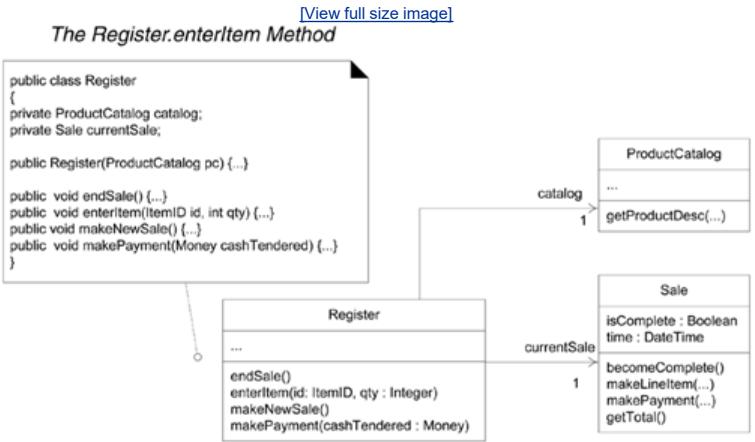 [View full size image]
The Register.enterItem Method
public class Register
{
private ProductCatalog catalog;
private Sale currentSale;
public Register(ProductCatalog pc) {...}
public void endSale() {...}
public void enterItem(ItemID id, int qty) {...}
public void makeNewSale() {...}
public void makePayment(Money cashTendered) {...}
}
ProductCatalog
...
getProductDesc(...)
catalog
1
Register
...
endSale()
enterItem(id: ItemID, qty : Integer)
makeNewSale()
makePayment(cashTendered : Money)
currentSale
1
Sale
isComplete : Boolean
time : DateTime
becomeComplete()
makeLineItem(...)
makePayment(...)
getTotal()